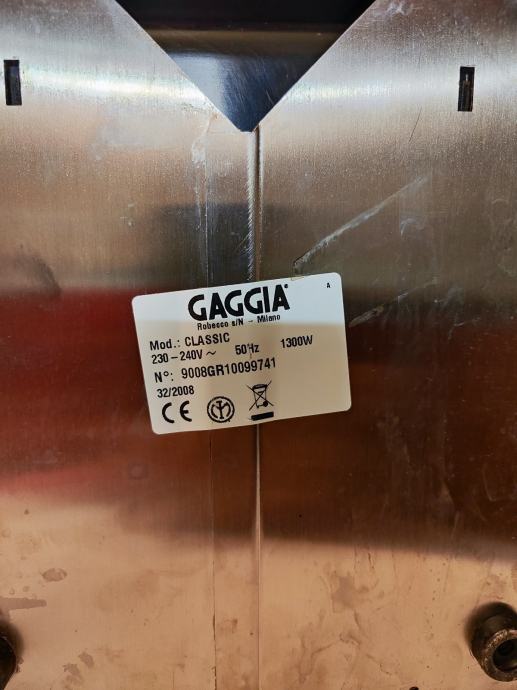 A
GAGGIA
Robecco s/N - Milano
Mod.: CLASSIC
230-240V ~ 50Hz 1300W
N°: 9008GR10099741
32/2008
CE